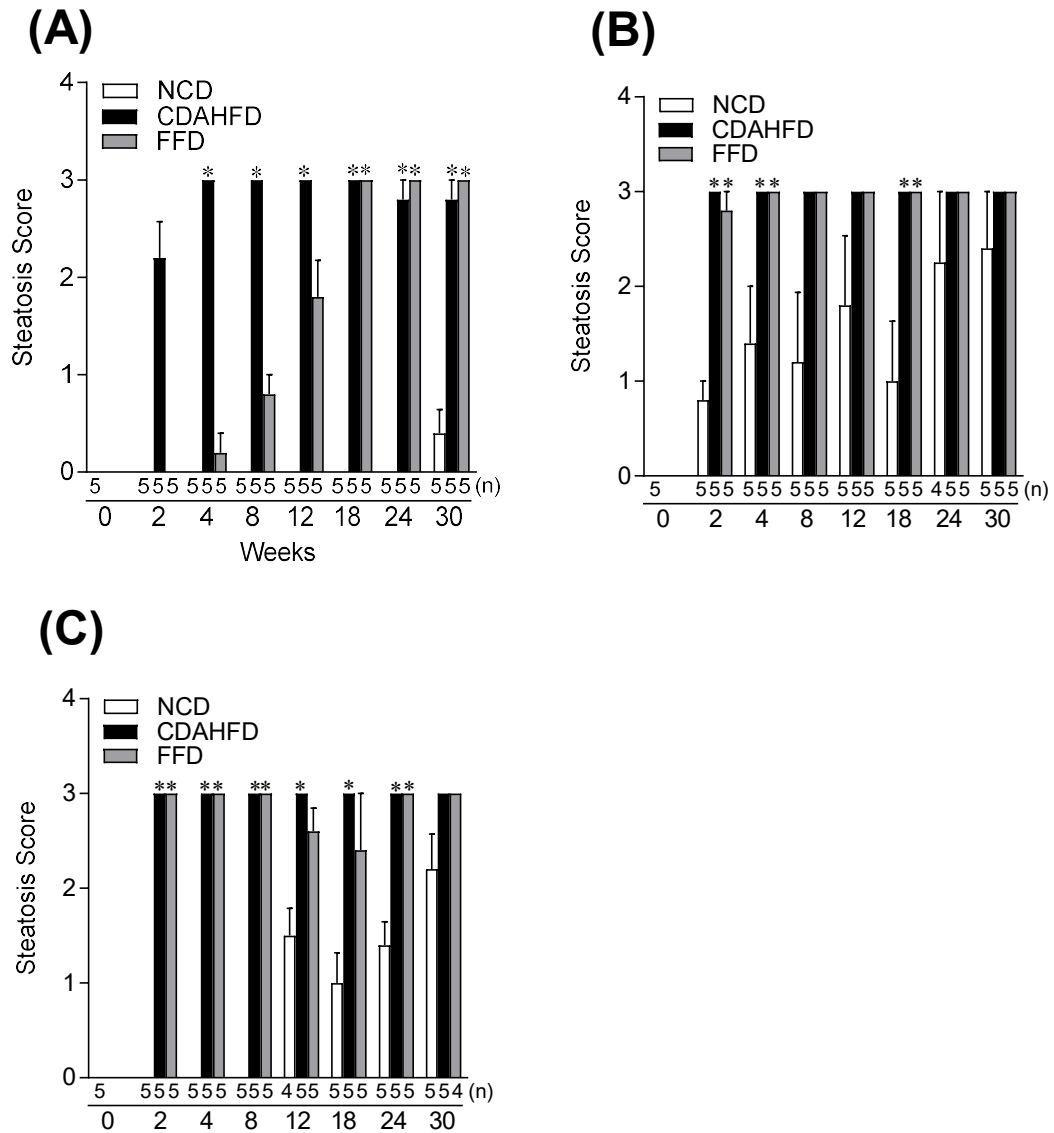 (A)
4
NCD
CDAHFD
FFD
* * * ** ** **
3
2
1
0
Steatosis Score
5 555 555 555 555 555 555 555 (n)
0 2 4 8 12 18 24 30
Weeks
(B)
4
NCD
CDAHFD
FFD
** ** **
3
2
1
0
Steatosis Score
5 555 555 555 555 555 455 555 (n)
0 2 4 8 12 18 24 30
(C)
4
NCD
CDAHFD
FFD
** ** ** * * **
3
2
1
0
Steatosis Score
5 555 555 555 455 555 555 554 (n)
0 2 4 8 12 18 24 30